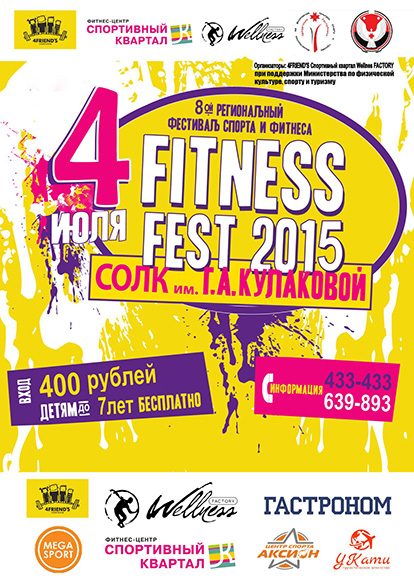 4FRIEND'S
ФИТНЕС-ЦЕНТР
СПОРТИВНЫЙ
КВАРТАЛ
FACTORY
Wellness
Организаторы: 4FRIEND'S Спортивный квартал Wellnes FACTORY
при поддержки Министерства по физической
культуре, спорту и туризму
4
ИЮЛЯ
8ой РЕГИОНАЛЬНЫЙ
ФЕСТИВАЛЬ СПОРТА И ФИТНЕСА
FITNESS
FEST 2015
СОЛК им. Г.А.КУЛАКОВОЙ
ВХОД
400 рублей
ДЕТЯМ ДО 7лет БЕСПЛАТНО
ИНФОРМАЦИЯ
433-433
639-893
4FRIEND'S
FACTORY
Wellness
ГАСТРОНОМ
MEGA
SPORT
ФИТНЕС-ЦЕНТР
СПОРТИВНЫЙ
КВАРТАЛ
ЦЕНТР СПОРТА
АКСИОН
У Кати